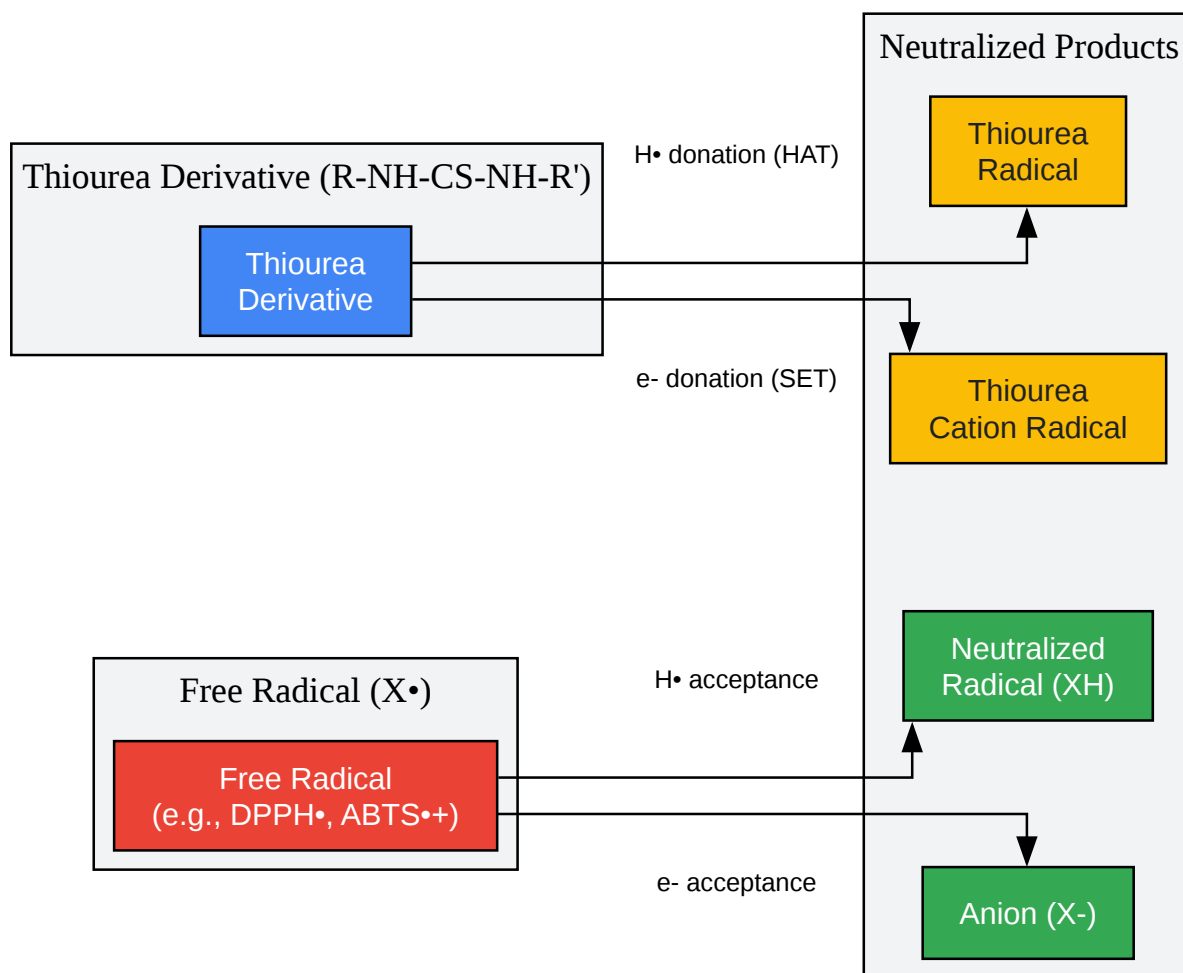 Neutralized Products
Thiourea
Radical
H• donation (HAT)
Thiourea Derivative (R-NH-CS-NH-R')
Thiourea
Derivative
e- donation (SET)
Thiourea
Cation Radical
Neutralized
Radical (XH)
H• acceptance
Free Radical (X•)
Free Radical
(e.g., DPPH•, ABTS•+)
e- acceptance
Anion (X-)